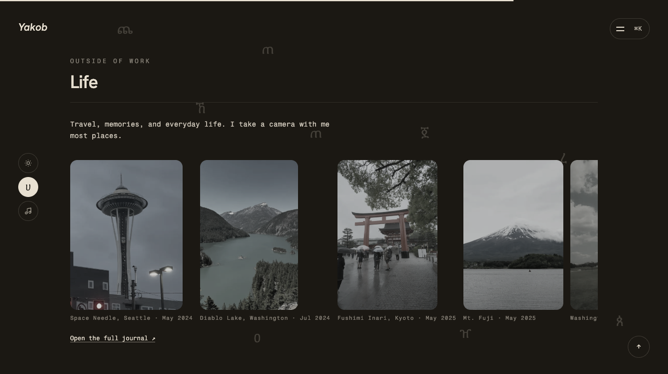 Yakob
⌘K
OUTSIDE OF WORK
Life
Travel, memories, and everyday life. I take a camera with me
most places.
U
Space Needle, Seattle · May 2024
Diablo Lake, Washington · Jul 2024
Fushimi Inari, Kyoto · May 2025
Mt. Fuji · May 2025
Washing
Open the full journal ↗